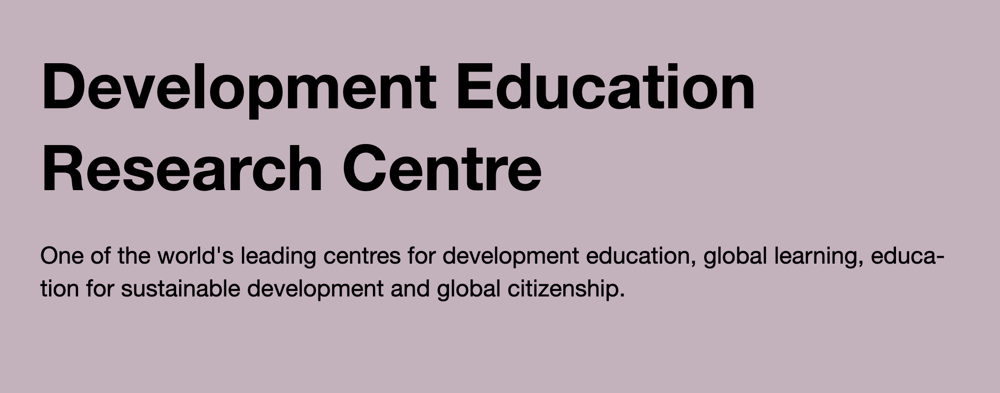 Development Education
Research Centre
One of the world's leading centres for development education, global learning, educa-
tion for sustainable development and global citizenship.